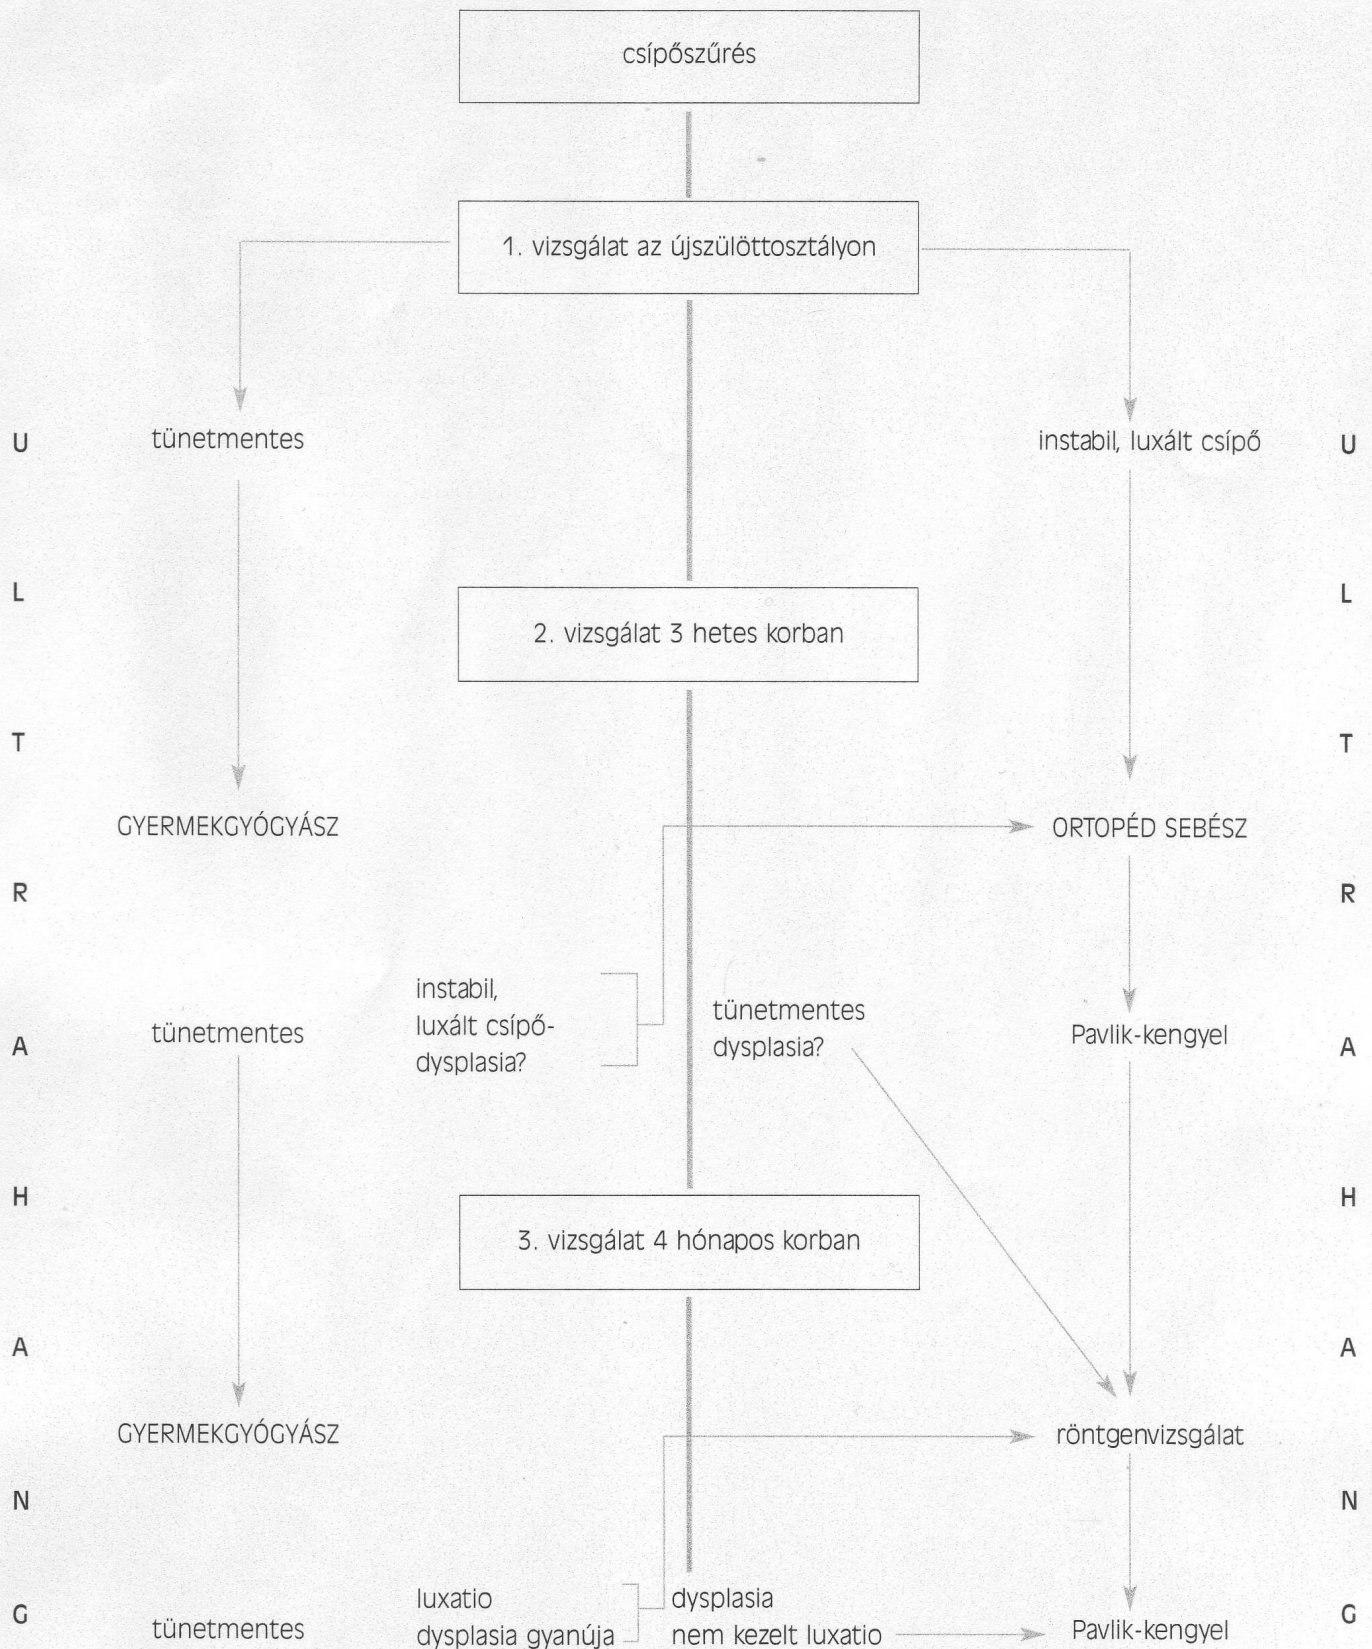 csípőszűrés
1. vizsgálat az újszülöttosztályon
tünetmentes
instabil, luxált csípő
2. vizsgálat 3 hetes korban
GYERMEKGYÓGYÁSZ
ORTOPÉD SEBÉSZ
instabil,
luxált csípő-
dysplasia?
tünetmentes
dysplasia?
tünetmentes
Pavlik-kengyel
3. vizsgálat 4 hónapos korban
GYERMEKGYÓGYÁSZ
röntgenvizsgálat
tünetmentes
luxatio
dysplasia gyanúja
dysplasia
nem kezelt luxatio
Pavlik-kengyel
U
L
T
R
A
H
A
N
G
U
L
T
R
A
H
A
N
G